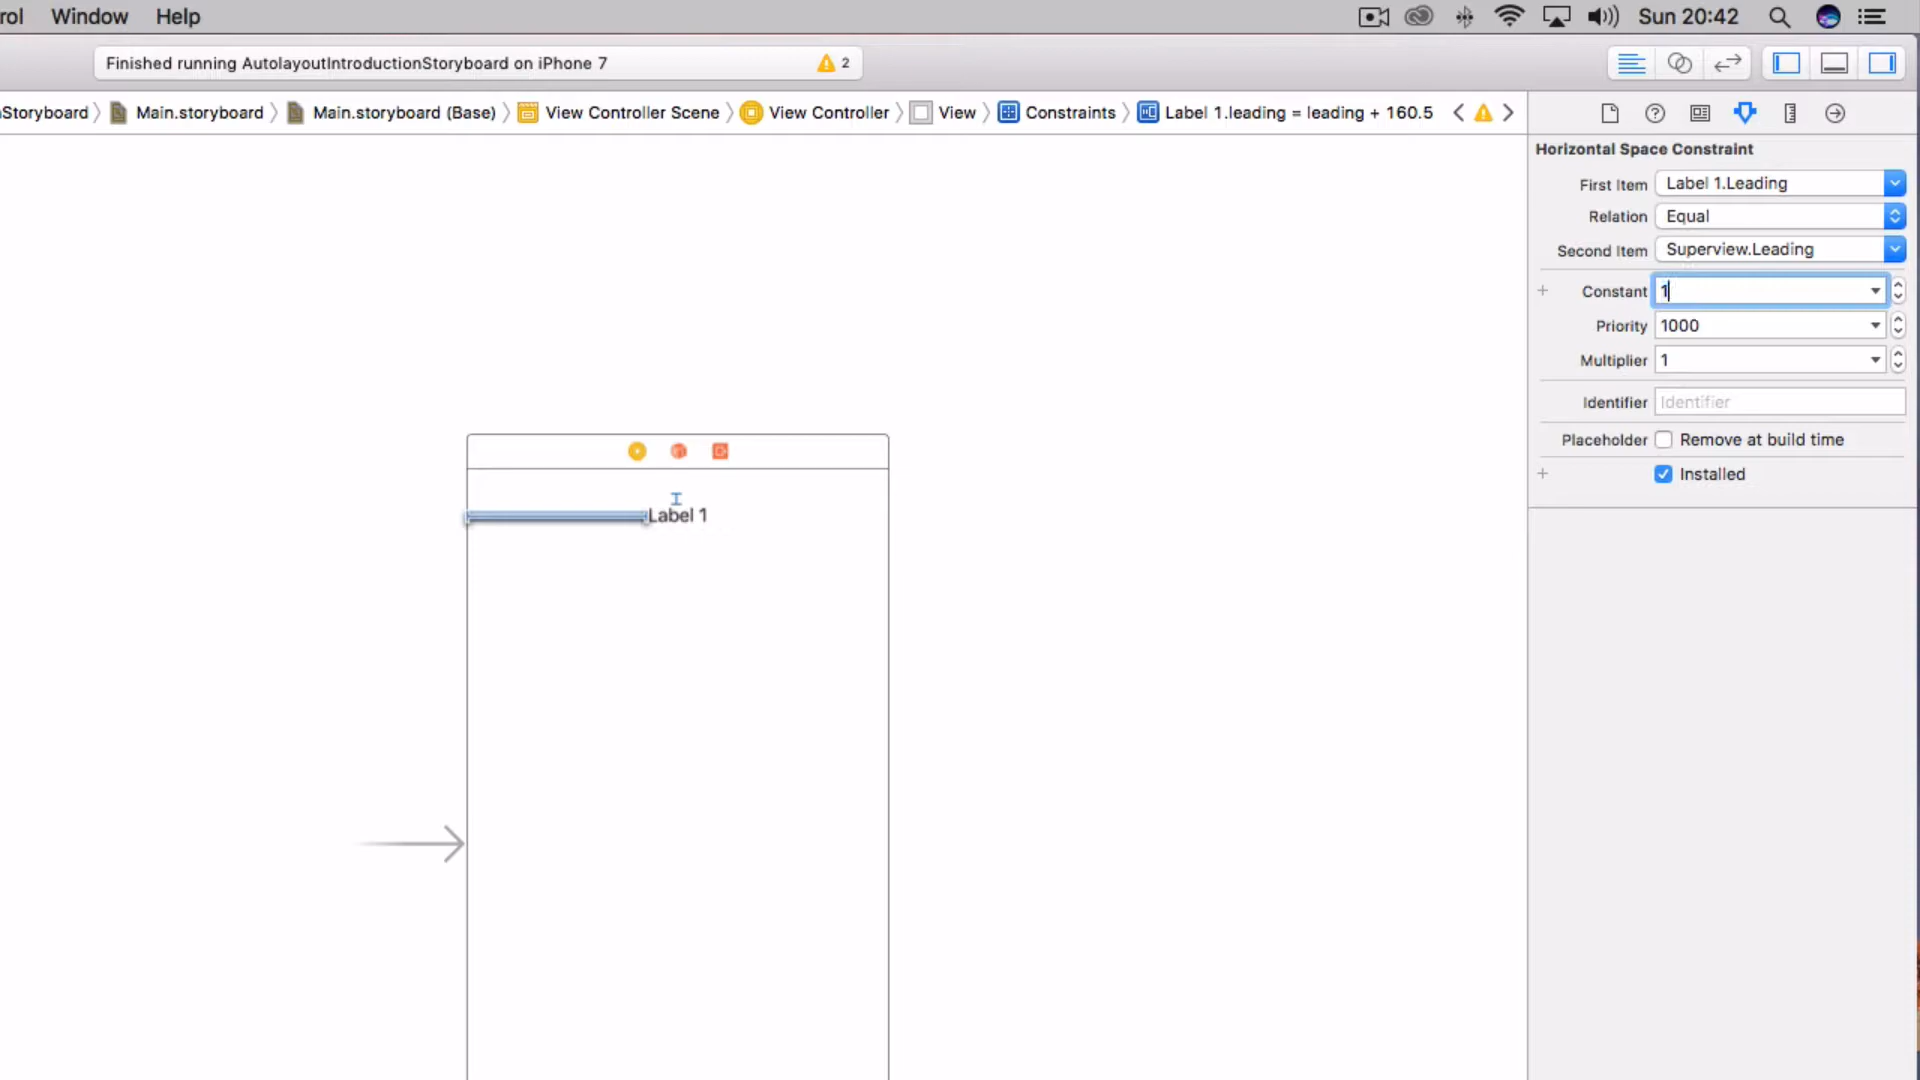 rol Window Help Sun 20:42
Finished running AutolayoutIntroductionStoryboard on iPhone 7 2
Storyboard Main.storyboard Main.storyboard (Base) View Controller Scene View Controller View Constraints Label 1.leading = leading + 160.5
Horizontal Space Constraint
First Item Label 1.Leading
Relation Equal
Second Item Superview.Leading
Constant 1
Priority 1000
Multiplier 1
Identifier Identifier
Placeholder Remove at build time
Installed
Label 1